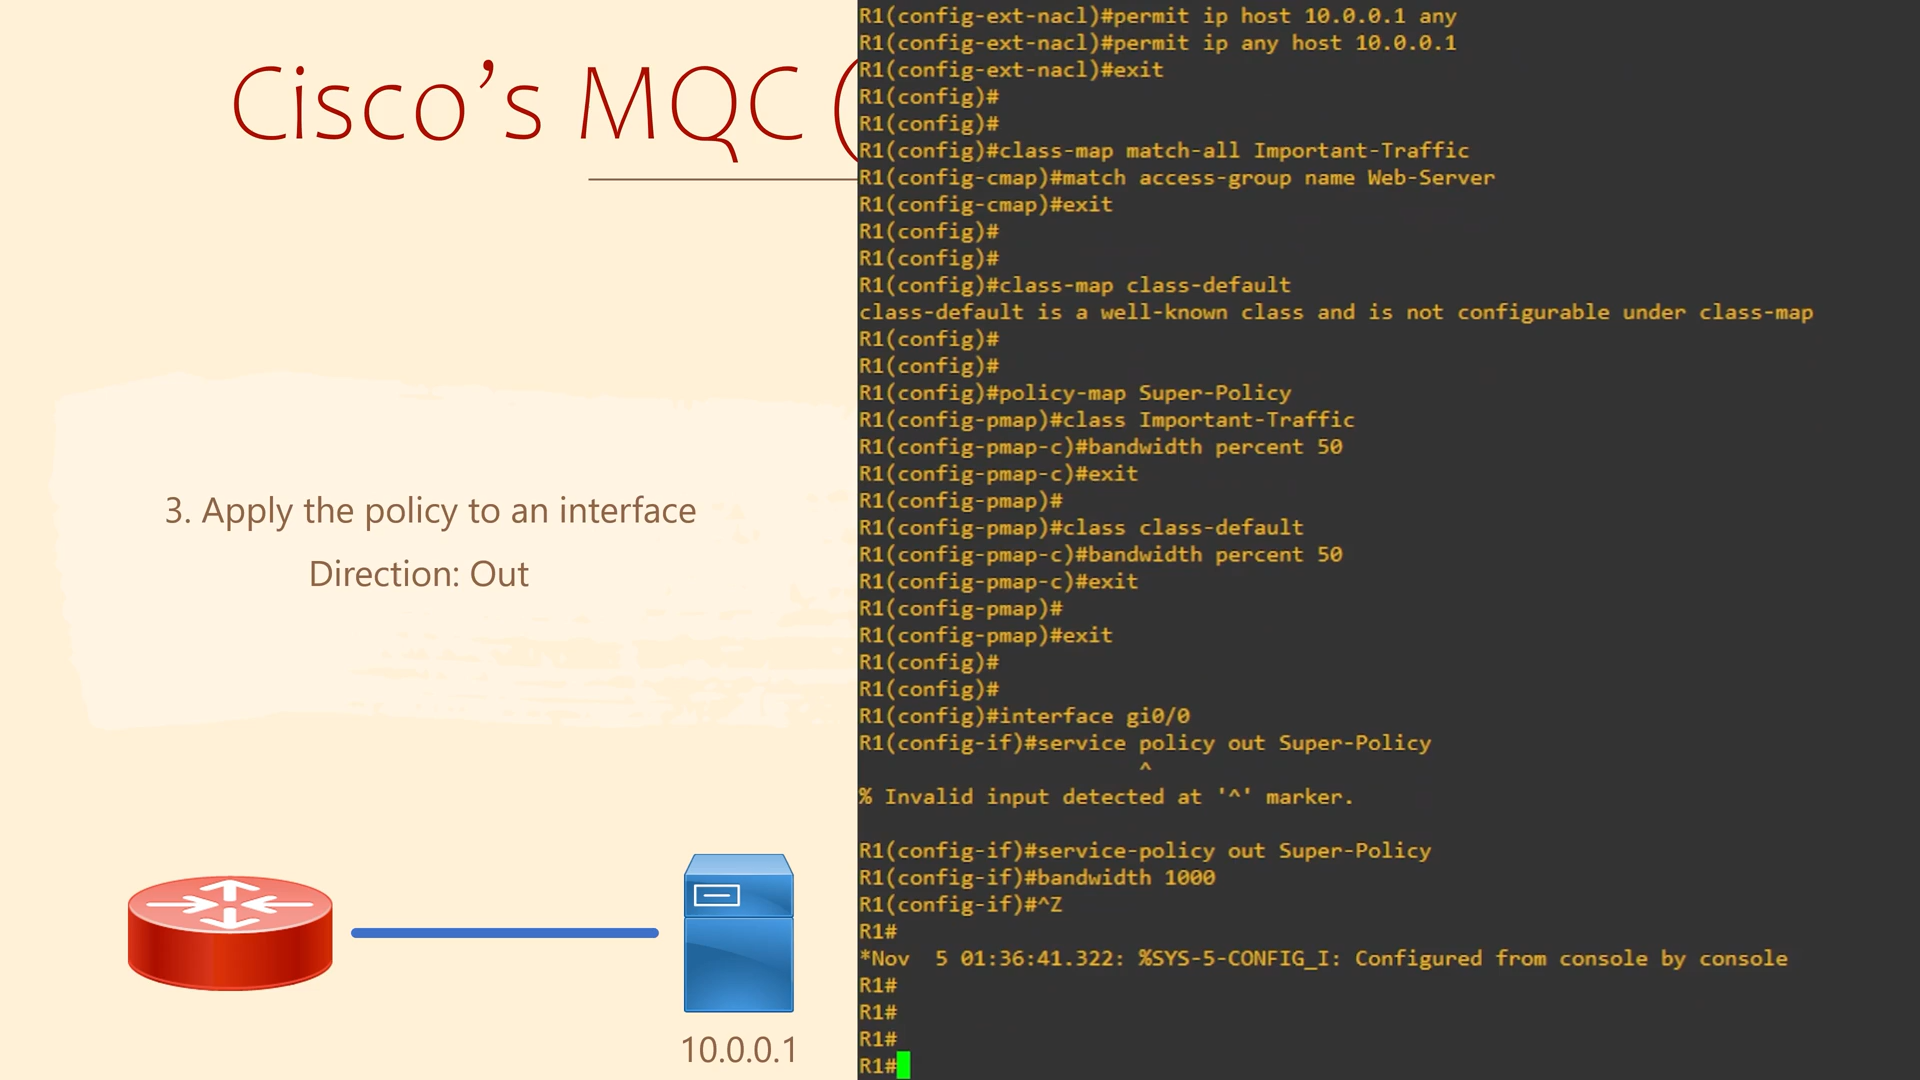 Cisco’s MQC (
3. Apply the policy to an interface
Direction: Out
10.0.0.1
R1(config-ext-nacl)#permit ip host 10.0.0.1 any
R1(config-ext-nacl)#permit ip any host 10.0.0.1
R1(config-ext-nacl)#exit
R1(config)#
R1(config)#
R1(config)#class-map match-all Important-Traffic
R1(config-cmap)#match access-group name Web-Server
R1(config-cmap)#exit
R1(config)#
R1(config)#
R1(config)#class-map class-default
class-default is a well-known class and is not configurable under class-map
R1(config)#
R1(config)#
R1(config)#policy-map Super-Policy
R1(config-pmap)#class Important-Traffic
R1(config-pmap-c)#bandwidth percent 50
R1(config-pmap-c)#exit
R1(config-pmap)#
R1(config-pmap)#class class-default
R1(config-pmap-c)#bandwidth percent 50
R1(config-pmap-c)#exit
R1(config-pmap)#
R1(config-pmap)#exit
R1(config)#
R1(config)#
R1(config)#interface gi0/0
R1(config-if)#service policy out Super-Policy
^
% Invalid input detected at '^' marker.
R1(config-if)#service-policy out Super-Policy
R1(config-if)#bandwidth 1000
R1(config-if)#^Z
R1#
*Nov  5 01:36:41.322: %SYS-5-CONFIG_I: Configured from console by console
R1#
R1#
R1#
R1#